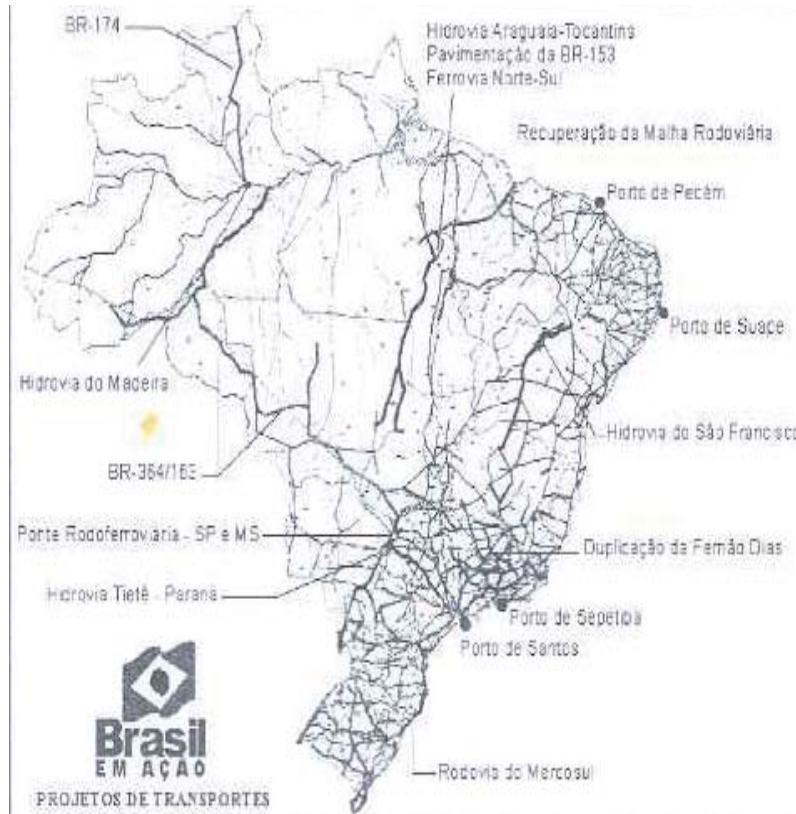 BR-174
Hidrovia Araguaia-Tocantins
Pavimentação da BR-153
Ferrovia Norte-Sul
Recuperação da Malha Rodoviária
Porto de Pecém
Porto de Suape
Hidrovia do Madeira
Hidrovia do São Francisco
BR-364/163
Ponte Rodoferroviária - SP e MS
Duplicação da Fernão Dias
Hidrovia Tietê - Paraná
Porto de Sepetiba
Porto de Santos
Brasil
EM AÇÃO
Rodovia do Mercosul
PROJETOS DE TRANSPORTES